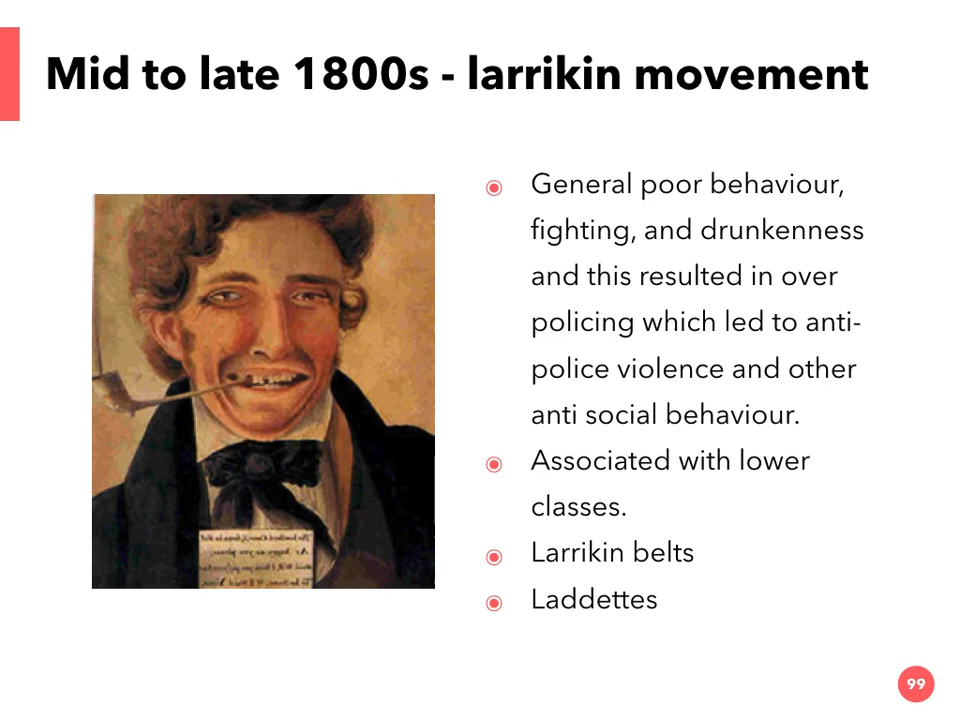 Mid to late 1800s - larrikin movement
General poor behaviour,
fighting, and drunkenness
and this resulted in over
policing which led to anti-
police violence and other
anti social behaviour.
Associated with lower
classes.
Larrikin belts
Laddettes
99